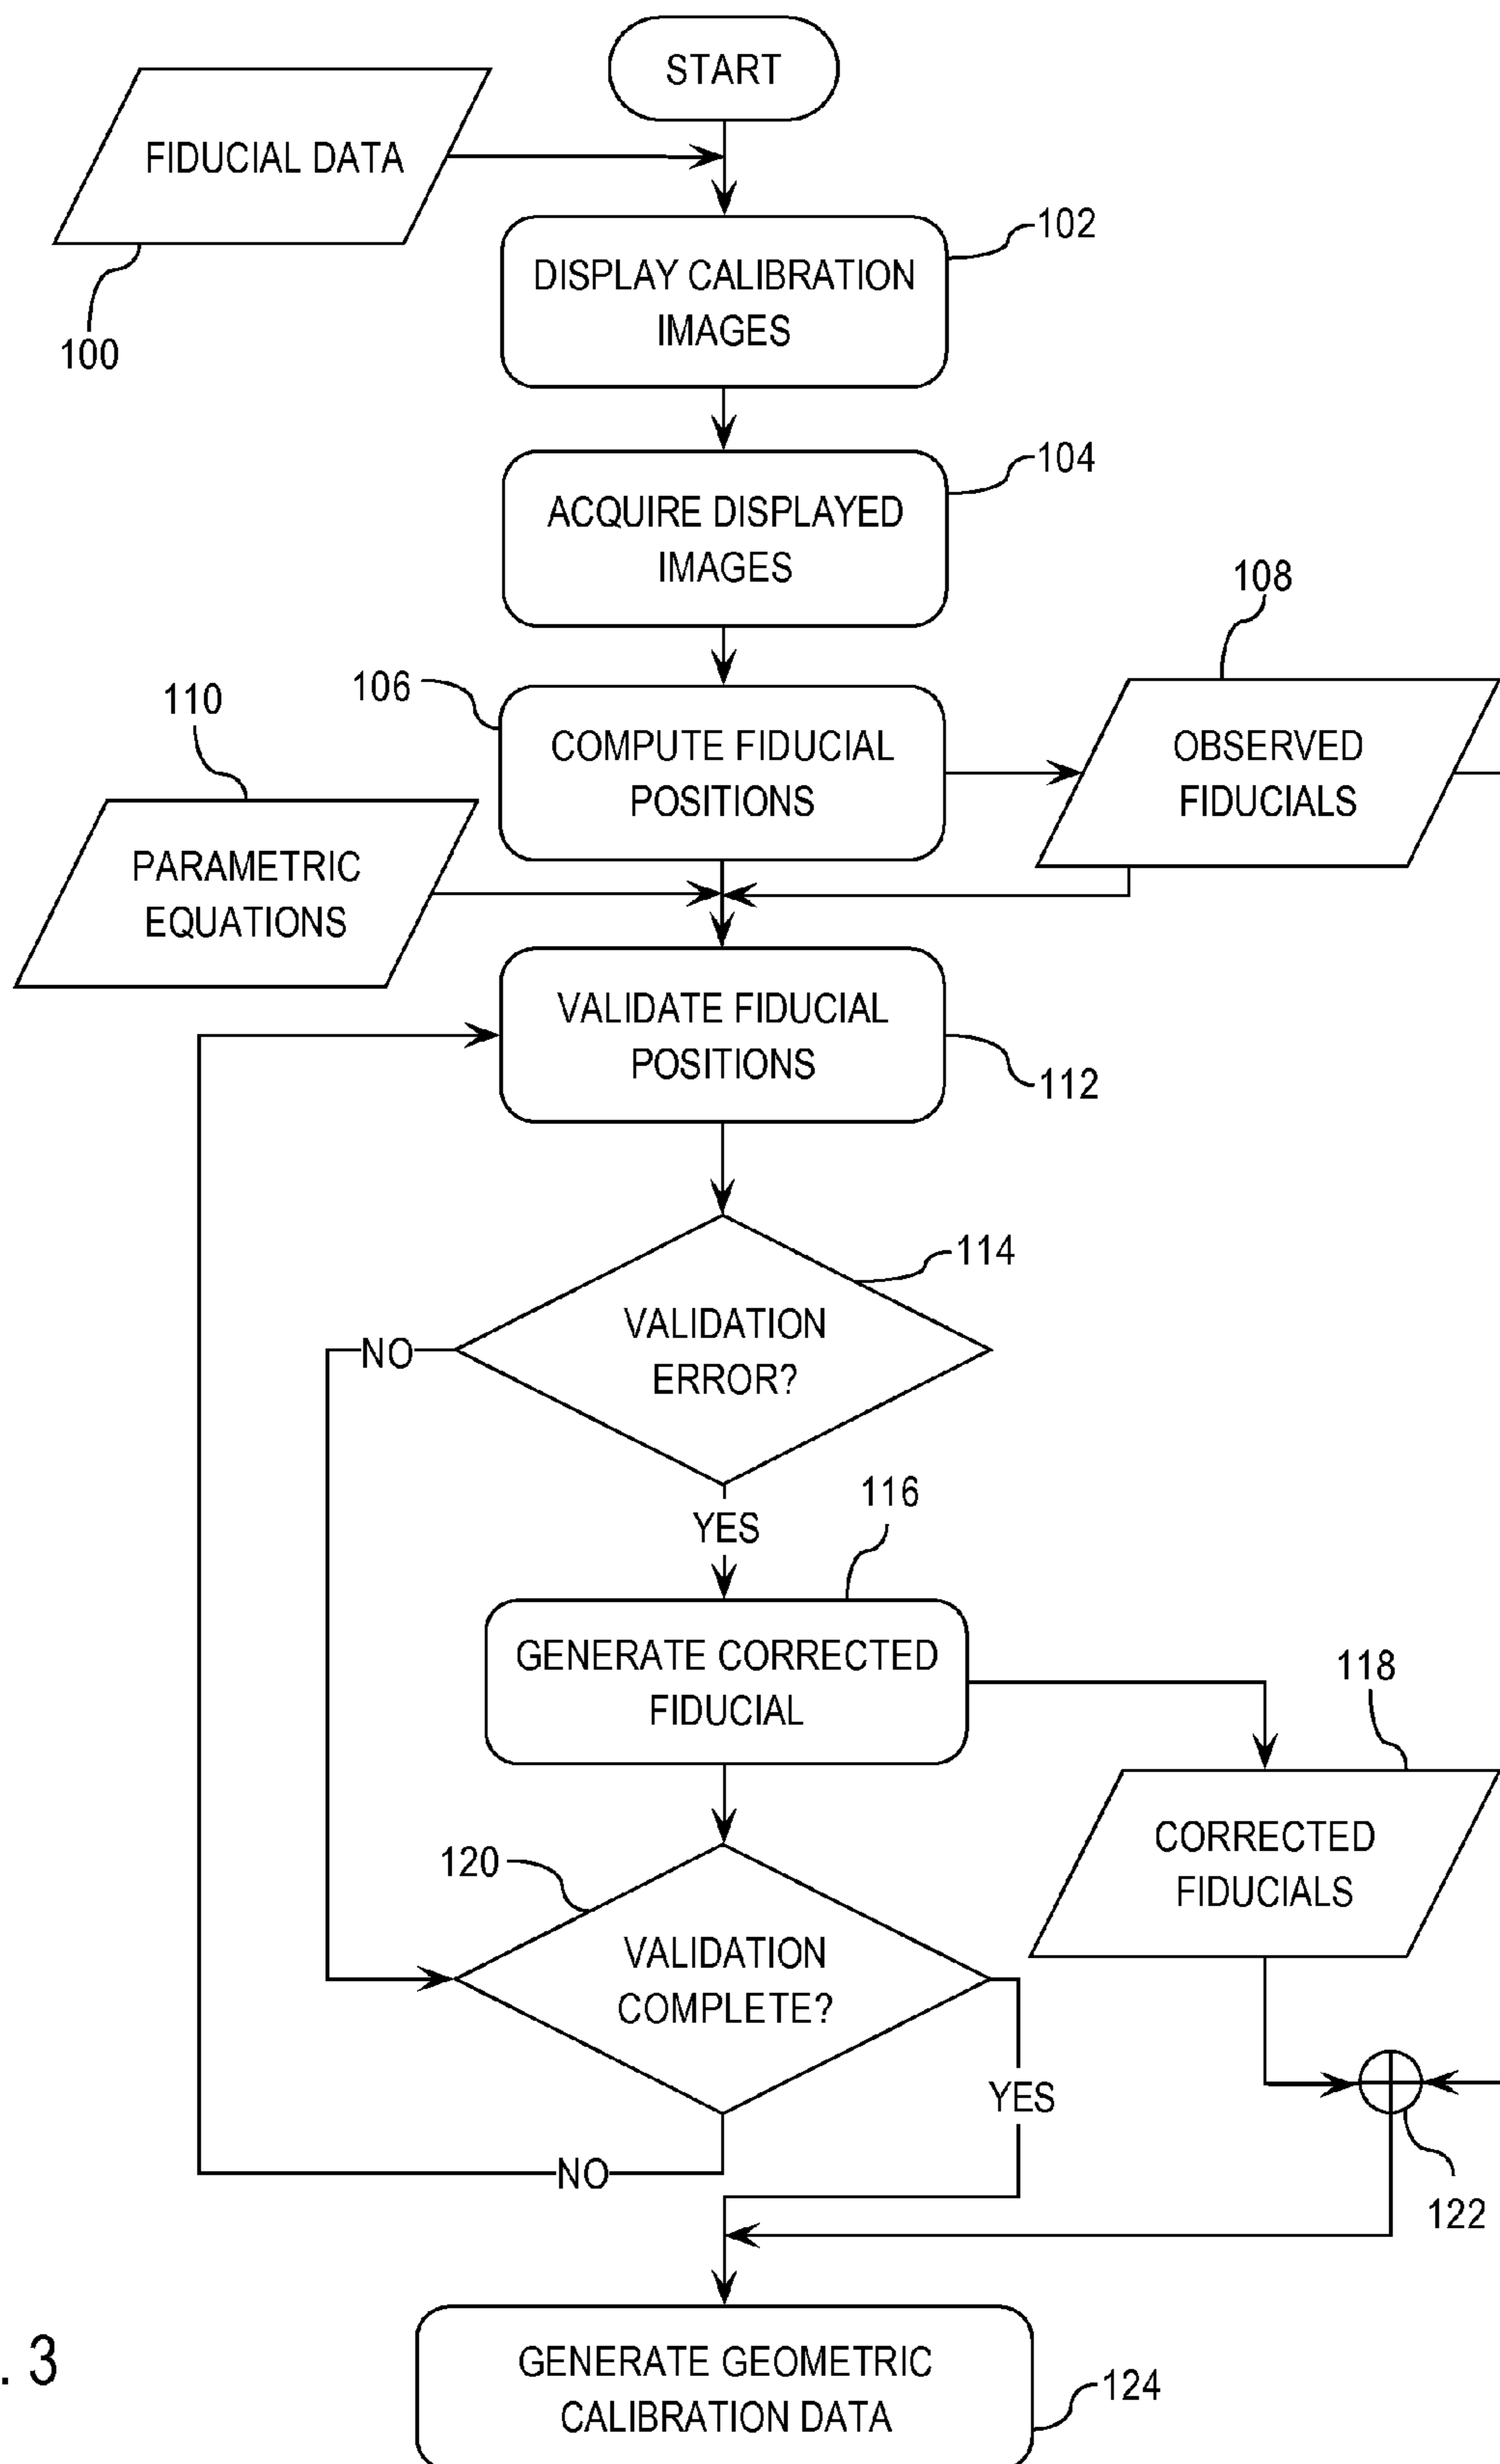 START
FIDUCIAL DATA
100
102
DISPLAY CALIBRATION
IMAGES
104
ACQUIRE DISPLAYED
IMAGES
108
106
110
COMPUTE FIDUCIAL
POSITIONS
OBSERVED
FIDUCIALS
PARAMETRIC
EQUATIONS
VALIDATE FIDUCIAL
POSITIONS
112
114
VALIDATION
ERROR?
NO
YES
116
GENERATE CORRECTED
FIDUCIAL
118
CORRECTED
FIDUCIALS
120
VALIDATION
COMPLETE?
YES
NO
122
GENERATE GEOMETRIC
CALIBRATION DATA
124
. 3